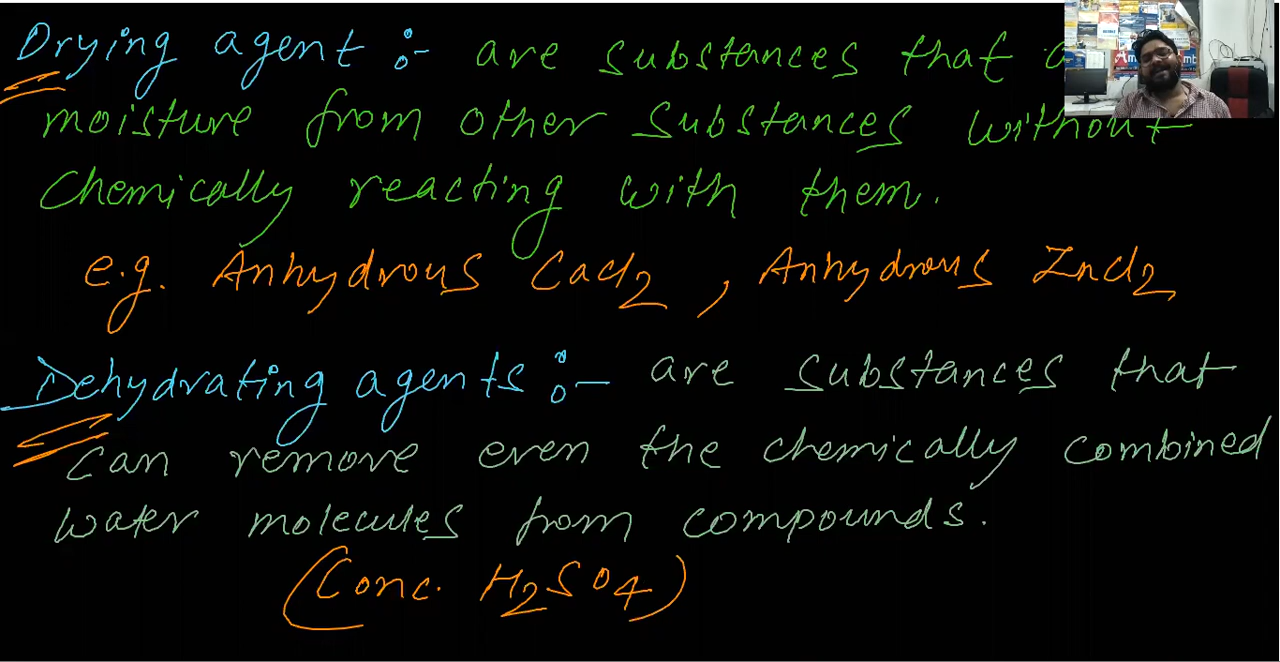 Drying agent :- are substances that
moisture from other substances without
chemically reacting with them.
e.g. Anhydrous CaCl2 , Anhydrous ZnCl2
Dehydrating agents :- are substances that
can remove even the chemically combined
water molecules from compounds.
(Conc. H2SO4)